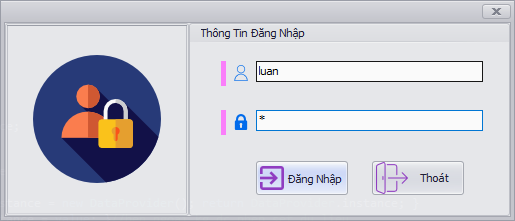 Thông Tin Đăng Nhập
luan
*
Đăng Nhập
Thoát